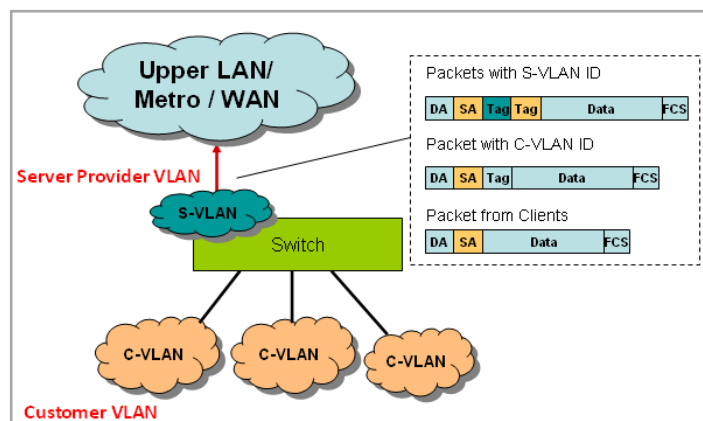 Upper LAN/
Metro / WAN
Server Provider VLAN
S-VLAN
Switch
C-VLAN
C-VLAN
C-VLAN
Customer VLAN
Packets with S-VLAN ID
DA SA Tag Tag Data FCS
Packet with C-VLAN ID
DA SA Tag Data FCS
Packet from Clients
DA SA Data FCS